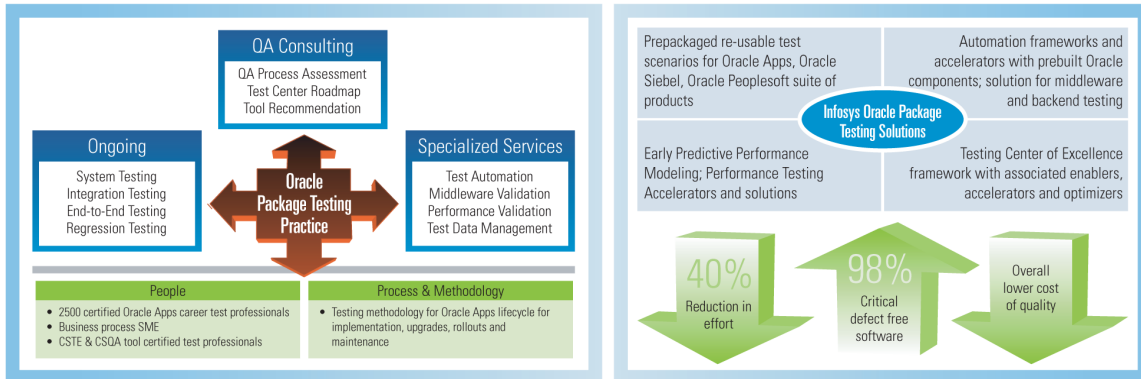 QA Consulting
QA Process Assessment
Test Center Roadmap
Tool Recommendation
Ongoing
System Testing
Integration Testing
End-to-End Testing
Regression Testing
Oracle
Package Testing
Practice
Specialized Services
Test Automation
Middleware Validation
Performance Validation
Test Data Management
People
• 2500 certified Oracle Apps career test professionals
• Business process SME
• CSTE & CSQA tool certified test professionals
Process & Methodology
• Testing methodology for Oracle Apps lifecycle for
implementation, upgrades, rollouts and
maintenance
Prepackaged re-usable test
scenarios for Oracle Apps, Oracle
Siebel, Oracle Peoplesoft suite of
products
Automation frameworks and
accelerators with prebuilt Oracle
components; solution for middleware
and backend testing
Infosys Oracle Package
Testing Solutions
Early Predictive Performance
Modeling; Performance Testing
Accelerators and solutions
Testing Center of Excellence
framework with associated enablers,
accelerators and optimizers
40%
Reduction in
effort
98%
Critical
defect free
software
Overall
lower cost
of quality